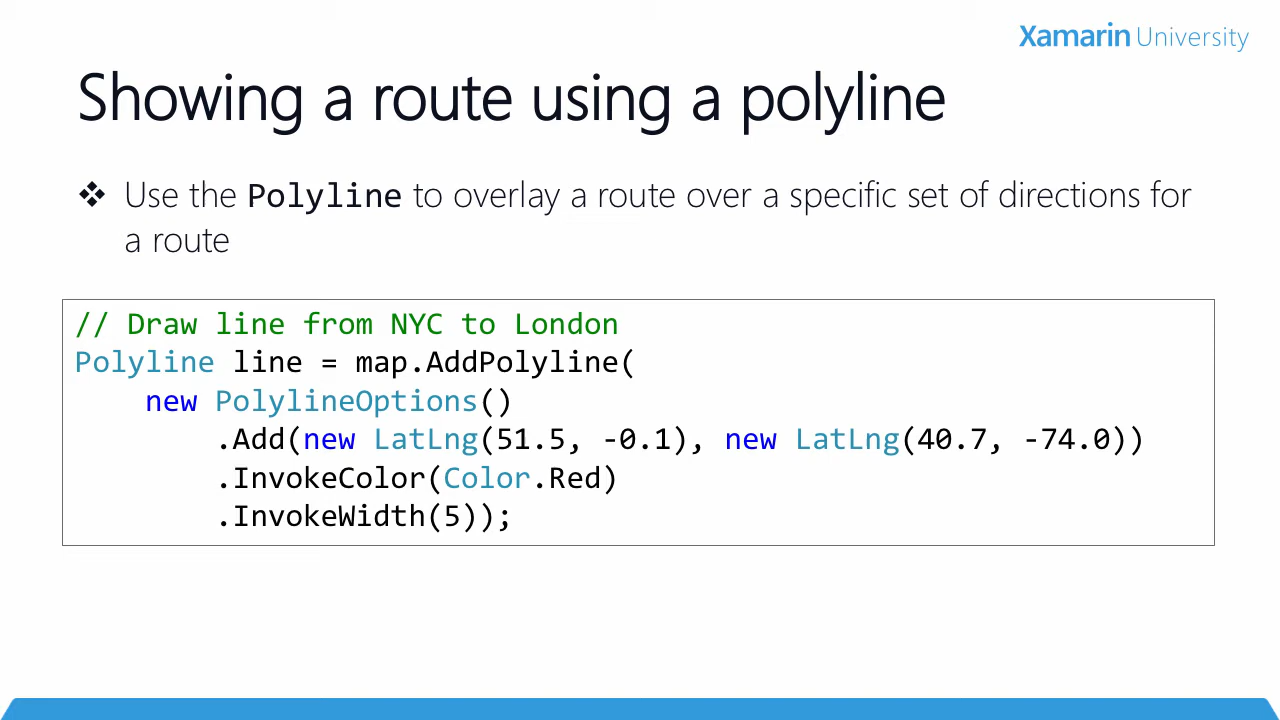 Xamarin University
Showing a route using a polyline
❖ Use the Polyline to overlay a route over a specific set of directions for
a route
// Draw line from NYC to London
Polyline line = map.AddPolyline(
    new PolylineOptions()
        .Add(new LatLng(51.5, -0.1), new LatLng(40.7, -74.0))
        .InvokeColor(Color.Red)
        .InvokeWidth(5));